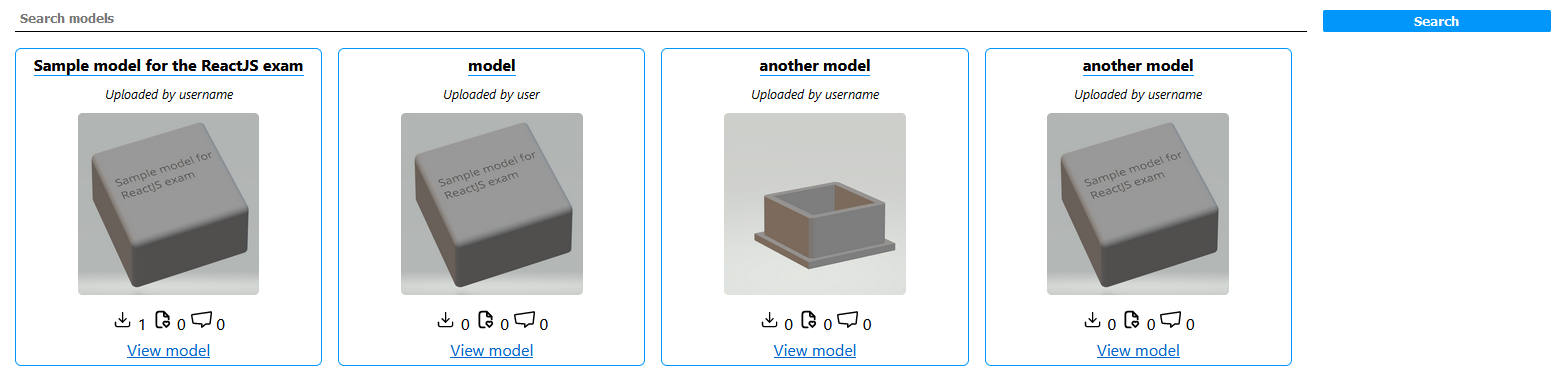 Search models
Search
Sample model for the ReactJS exam
Uploaded by username
Sample model for
ReactJS exam
1 0 0
View model
model
Uploaded by user
Sample model for
ReactJS exam
0 0 0
View model
another model
Uploaded by username
0 0 0
View model
another model
Uploaded by username
Sample model for
ReactJS exam
0 0 0
View model